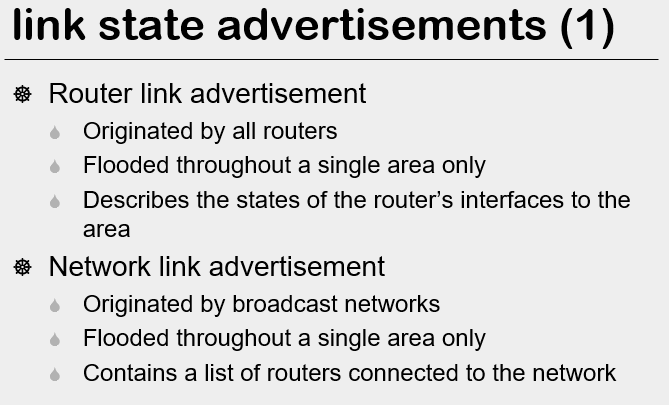 link state advertisements (1)
Router link advertisement
Originated by all routers
Flooded throughout a single area only
Describes the states of the router’s interfaces to the
area
Network link advertisement
Originated by broadcast networks
Flooded throughout a single area only
Contains a list of routers connected to the network